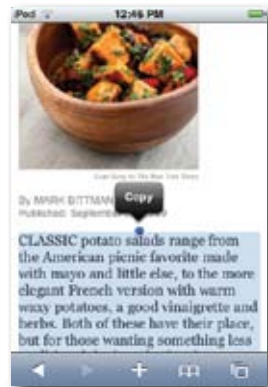 iPod 12:46 PM
By MARK BITTMAN
Published: September
Copy
CLASSIC potato salads range from
the American picnic favorite made
with mayo and little else, to the more
elegant French version with warm
waxy potatoes, a good vinaigrette and
herbs. Both of these have their place,
but for those wanting something less